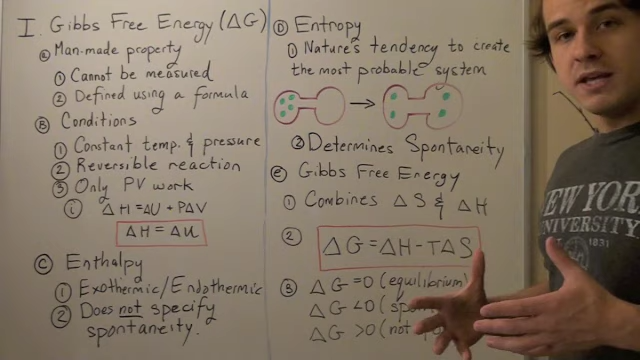 I. Gibbs Free Energy (ΔG)
Ⓐ Man-made property
① Cannot be measured
② Defined using a formula
Ⓑ Conditions
① Constant temp. & pressure
② Reversible reaction
③ Only PV work
ⓘ ΔH = ΔU + PΔV
ΔH = ΔU
Ⓒ Enthalpy
① Exothermic/Endothermic
② Does not specify
spontaneity.
Ⓓ Entropy
① Nature's tendency to create
the most probable system
② Determines Spontaneity
ⓔ Gibbs Free Energy
① Combines ΔS & ΔH
② ΔG = ΔH - TΔS
③ ΔG = 0 (equilibrium)
ΔG < 0 (
ΔG > 0 (not
NEW YORK
UNIVERSITY
1831